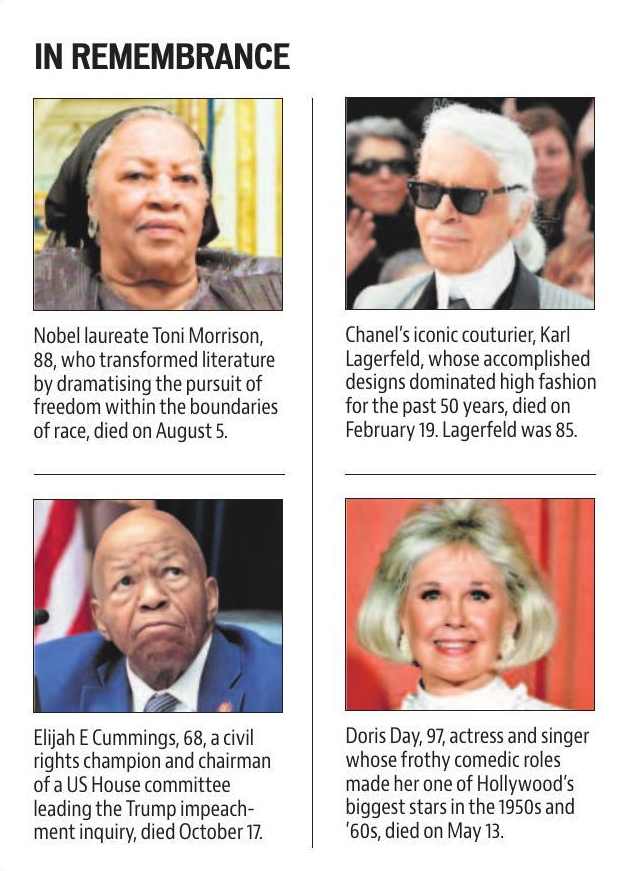 IN REMEMBRANCE
Nobel laureate Toni Morrison,
88, who transformed literature
by dramatising the pursuit of
freedom within the boundaries
of race, died on August 5.
Chanel's iconic couturier, Karl
Lagerfeld, whose accomplished
designs dominated high fashion
for the past 50 years, died on
February 19. Lagerfeld was 85.
Elijah E Cummings, 68, a civil
rights champion and chairman
of a US House committee
leading the Trump impeach-
ment inquiry, died October 17.
Doris Day, 97, actress and singer
whose frothy comedic roles
made her one of Hollywood's
biggest stars in the 1950s and
'60s, died on May 13.